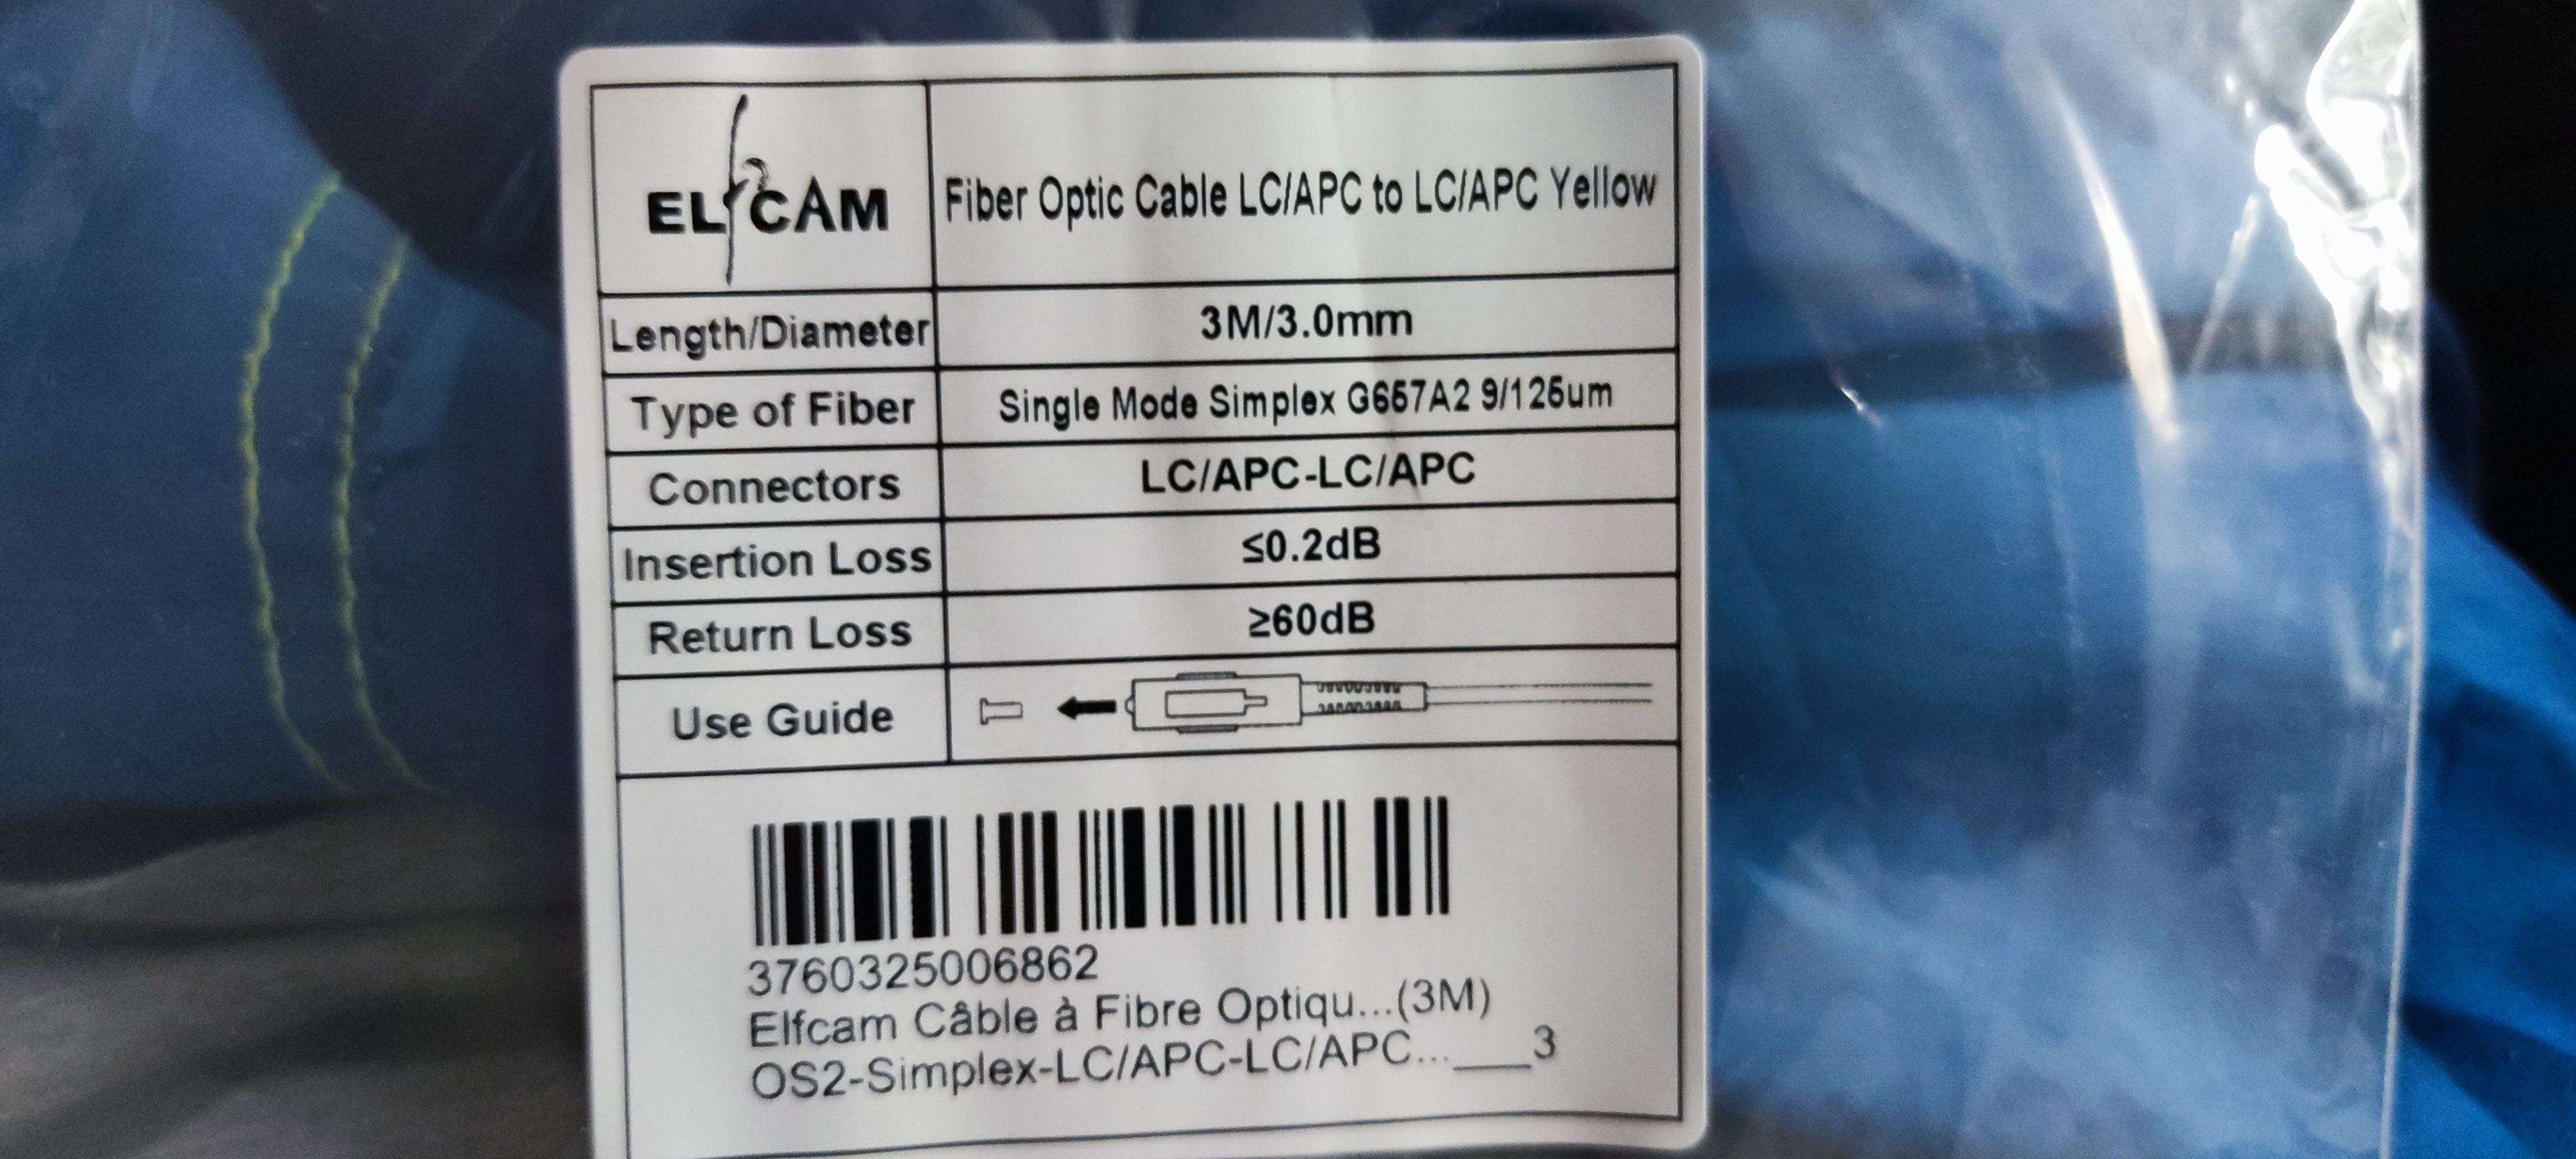 ELfCAM
Fiber Optic Cable LC/APC to LC/APC Yellow
Length/Diameter 3M/3.0mm
Type of Fiber Single Mode Simplex G657A2 9/125um
Connectors LC/APC-LC/APC
Insertion Loss ≤0.2dB
Return Loss ≥60dB
Use Guide
3760325006862
Elfcam Câble à Fibre Optiqu...(3M)
OS2-Simplex-LC/APC-LC/APC...___3